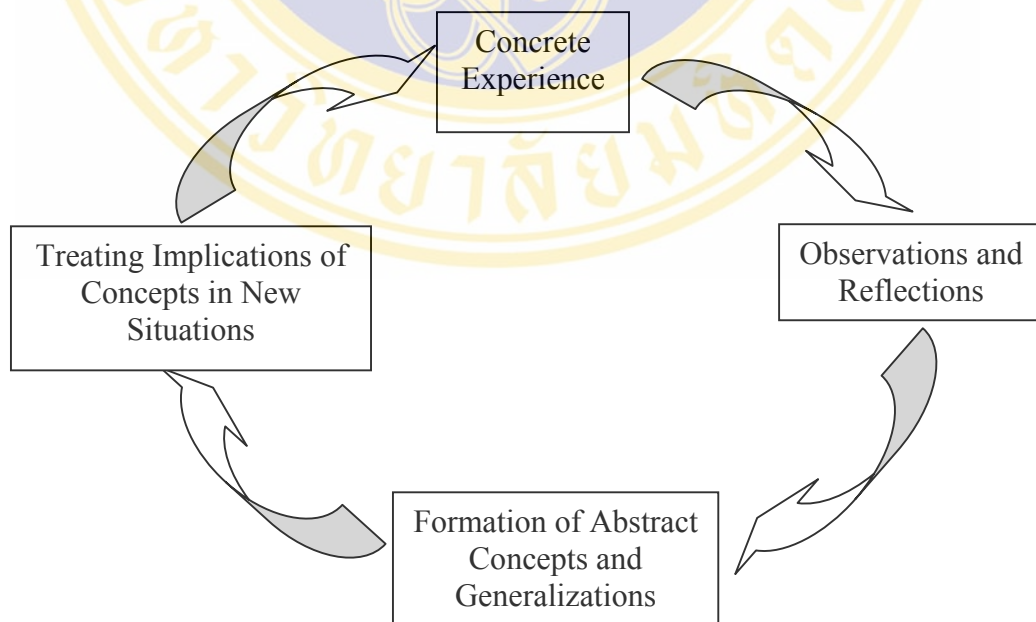 Concrete
Experience
Observations and
Reflections
Formation of Abstract
Concepts and
Generalizations
Treating Implications of
Concepts in New
Situations